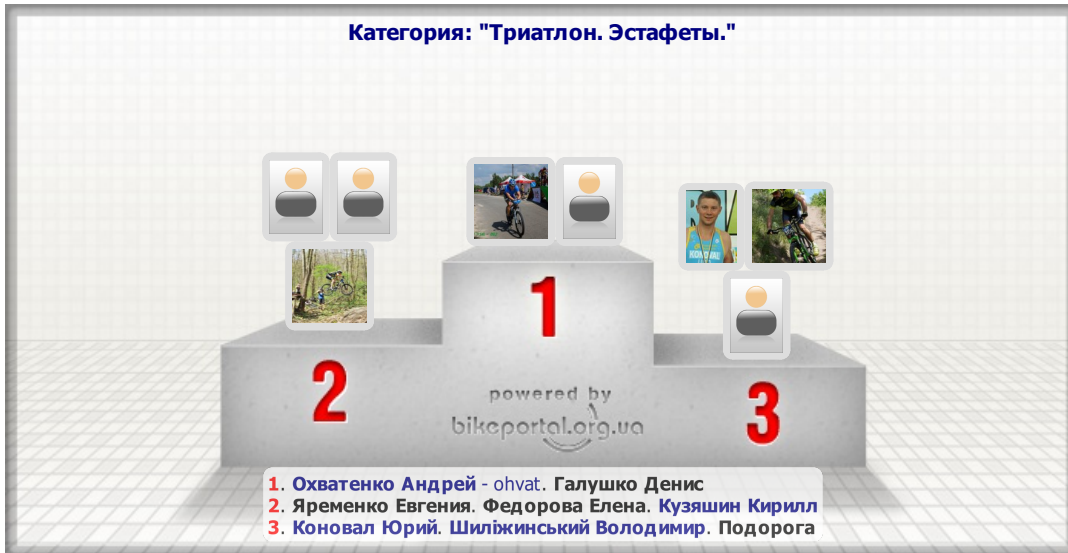 Категория: "Триатлон. Эстафеты."
1
2
3
powered by
bikeportal.org.ua
1. Охватенко Андрей - ohvat. Галушко Денис
2. Яременко Евгения. Федорова Елена. Кузяшин Кирилл
3. Коновал Юрий. Шиліжинський Володимир. Подорога